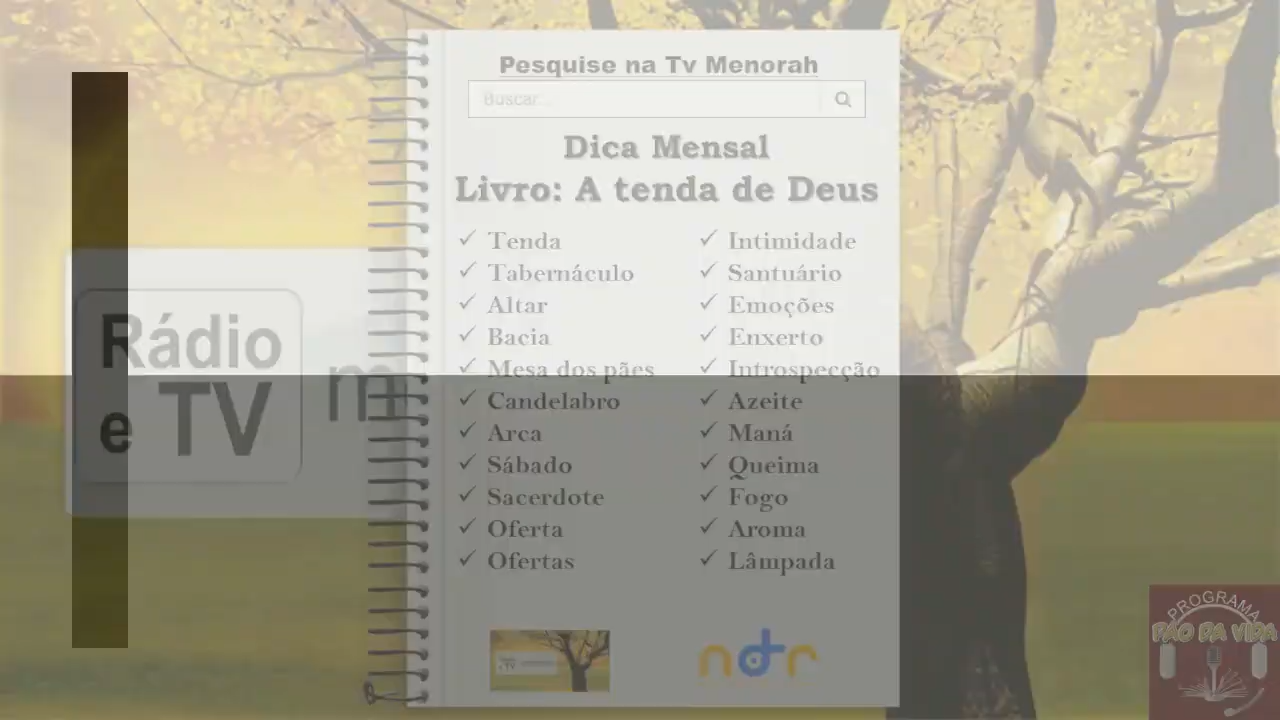 Pesquise na Tv Menorah
Buscar...
Dica Mensal
Livro: A tenda de Deus
✓ Tenda
✓ Tabernáculo
✓ Altar
✓ Bacia
✓ Mesa dos pães
✓ Candelabro
✓ Arca
✓ Sábado
✓ Sacerdote
✓ Oferta
✓ Ofertas
✓ Intimidade
✓ Santuário
✓ Emoções
✓ Enxerto
✓ Introspecção
✓ Azeite
✓ Maná
✓ Queima
✓ Fogo
✓ Aroma
✓ Lâmpada
Rádio
e TV
m
ndr
PROGRAMA
PÃO DA VIDA